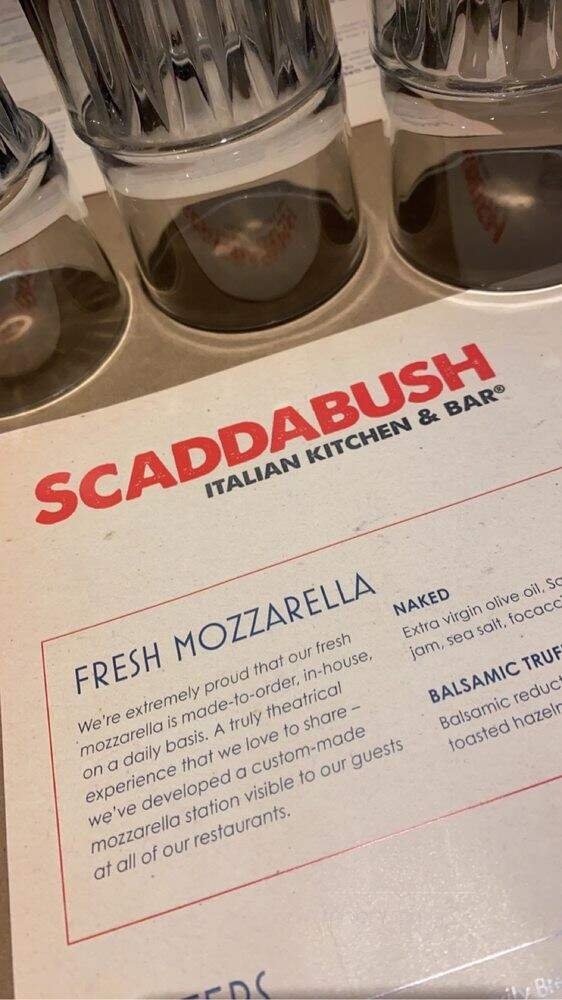 SCADDABUSH
ITALIAN KITCHEN & BAR®
FRESH MOZZARELLA
We're extremely proud that our fresh
mozzarella is made-to-order, in-house,
on a daily basis. A truly theatrical
experience that we love to share –
we've developed a custom-made
mozzarella station visible to our guests
at all of our restaurants.
NAKED
Extra virgin olive oil,
jam, sea salt,
BALSAMIC
Balsamic
toasted